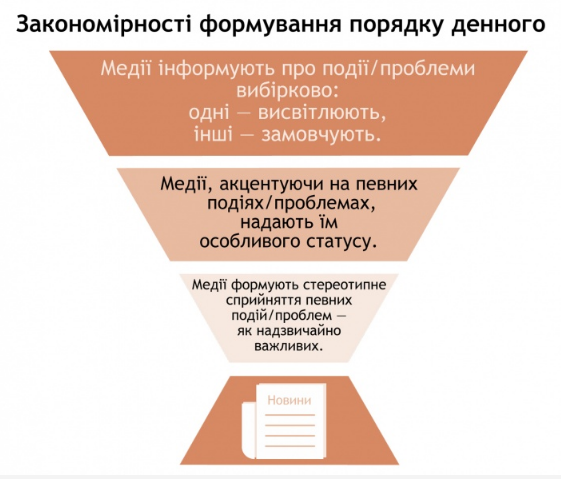 Закономірності формування порядку денного
Медії інформують про події/проблеми
вибірково:
одні — висвітлюють,
інші — замовчують.
Медії, акцентуючи на певних
подіях/проблемах,
надають їм
особливого статусу.
Медії формують стереотипне
сприйняття певних
подій/проблем —
як надзвичайно
важливих.
Новини